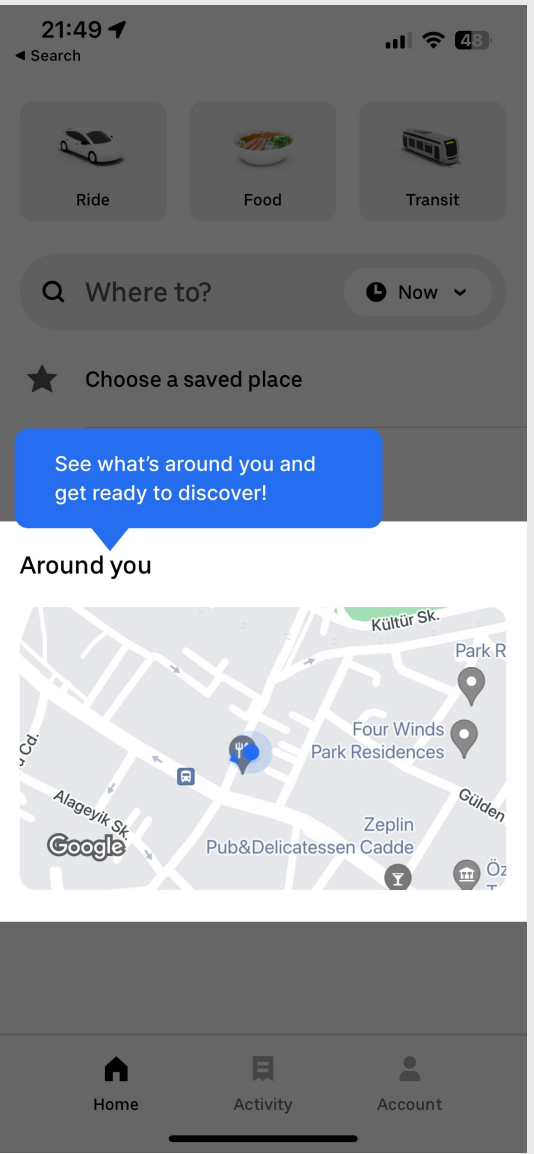 21:49
48
◀ Search
Ride
Food
Transit
Where to?
Now
Choose a saved place
See what’s around you and
get ready to discover!
Around you
Kültür Sk.
Park R
Four Winds
Park Residences
Cd.
Gülden
Alageyik Sk.
Zeplin
Pub&Delicatessen Cadde
Google
Öz
Home
Activity
Account